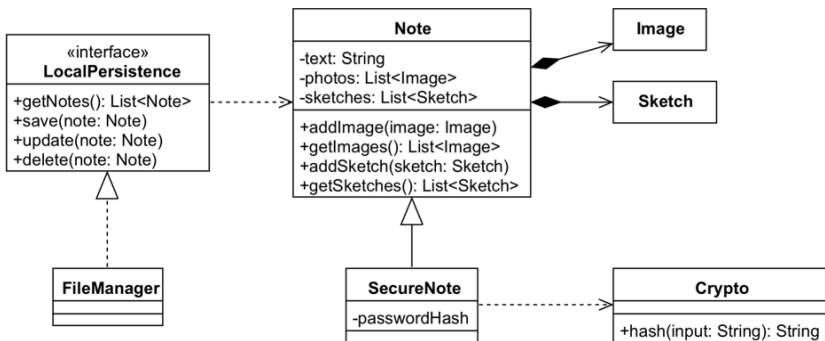 «interface»
LocalPersistence
+getNotes(): List<Note>
+save(note: Note)
+update(note: Note)
+delete(note: Note)
Note
-text: String
-photos: List<Image>
-sketches: List<Sketch>
+addImage(image: Image)
+getImages(): List<Image>
+addSketch(sketch: Sketch)
+getSketches(): List<Sketch>
Image
Sketch
FileManager
SecureNote
-passwordHash
Crypto
+hash(input: String): String